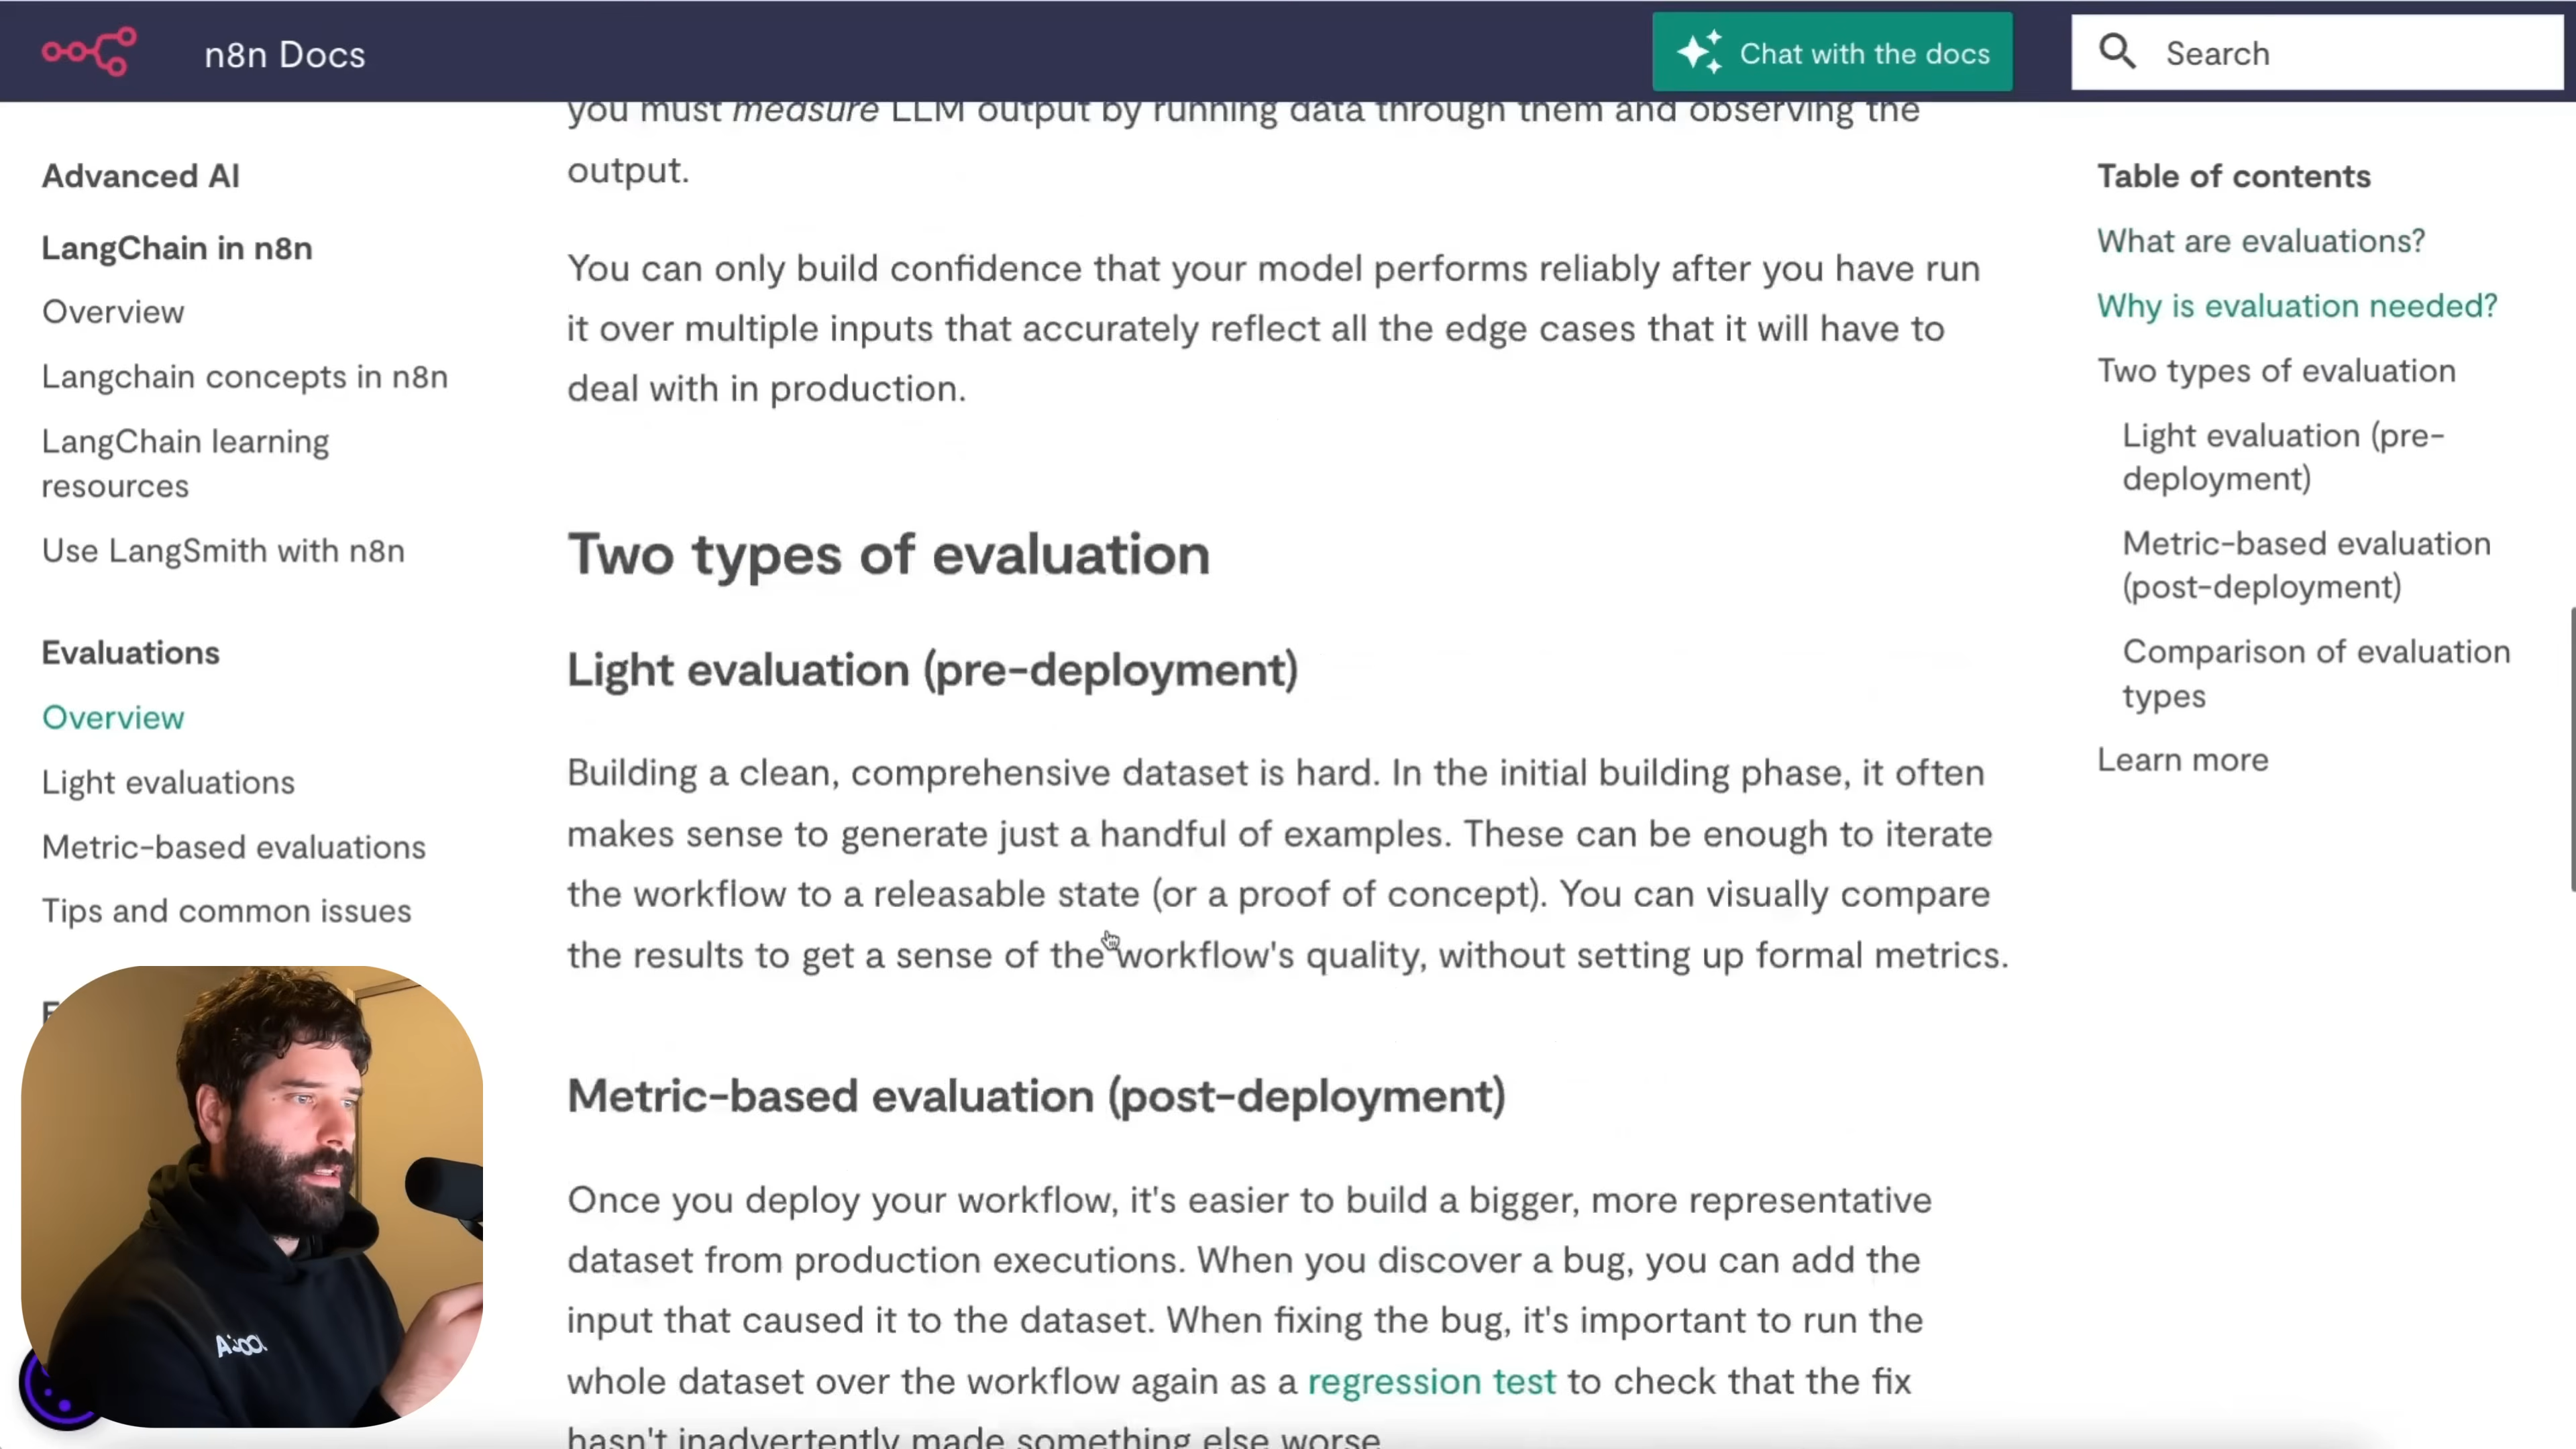 n8n Docs
Chat with the docs
Search
Advanced AI
LangChain in n8n
Overview
Langchain concepts in n8n
LangChain learning
resources
Use LangSmith with n8n
Evaluations
Overview
Light evaluations
Metric-based evaluations
Tips and common issues
you must measure LLM output by running data through them and observing the
output.
You can only build confidence that your model performs reliably after you have run
it over multiple inputs that accurately reflect all the edge cases that it will have to
deal with in production.
Two types of evaluation
Light evaluation (pre-deployment)
Building a clean, comprehensive dataset is hard. In the initial building phase, it often
makes sense to generate just a handful of examples. These can be enough to iterate
the workflow to a releasable state (or a proof of concept). You can visually compare
the results to get a sense of the workflow's quality, without setting up formal metrics.
Metric-based evaluation (post-deployment)
Once you deploy your workflow, it's easier to build a bigger, more representative
dataset from production executions. When you discover a bug, you can add the
input that caused it to the dataset. When fixing the bug, it's important to run the
whole dataset over the workflow again as a regression test to check that the fix
hasn't inadvertently made something else worse
Table of contents
What are evaluations?
Why is evaluation needed?
Two types of evaluation
Light evaluation (pre-
deployment)
Metric-based evaluation
(post-deployment)
Comparison of evaluation
types
Learn more